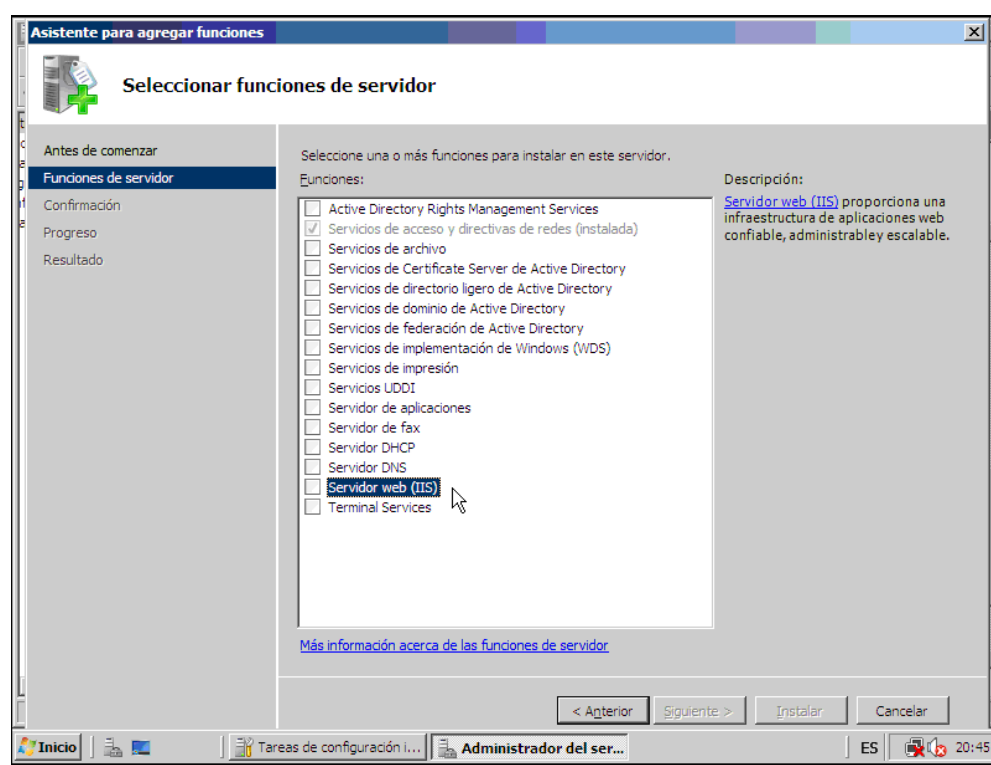 Asistente para agregar funciones
Seleccionar funciones de servidor
Antes de comenzar
Funciones de servidor
Confirmación
Progreso
Resultado
Seleccione una o más funciones para instalar en este servidor.
Funciones:
Active Directory Rights Management Services
Servicios de acceso y directivas de redes (instalada)
Servicios de archivo
Servicios de Certificate Server de Active Directory
Servicios de directorio ligero de Active Directory
Servicios de dominio de Active Directory
Servicios de federación de Active Directory
Servicios de implementación de Windows (WDS)
Servicios de impresión
Servicios UDDI
Servidor de aplicaciones
Servidor de fax
Servidor DHCP
Servidor DNS
Servidor web (IIS)
Terminal Services
Más información acerca de las funciones de servidor
Descripción:
Servidor web (IIS) proporciona una
infraestructura de aplicaciones web
confiable, administrable y escalable.
< Anterior
Siguiente >
Instalar
Cancelar
Inicio
Tareas de configuración i...
Administrador del ser...
ES
20:45